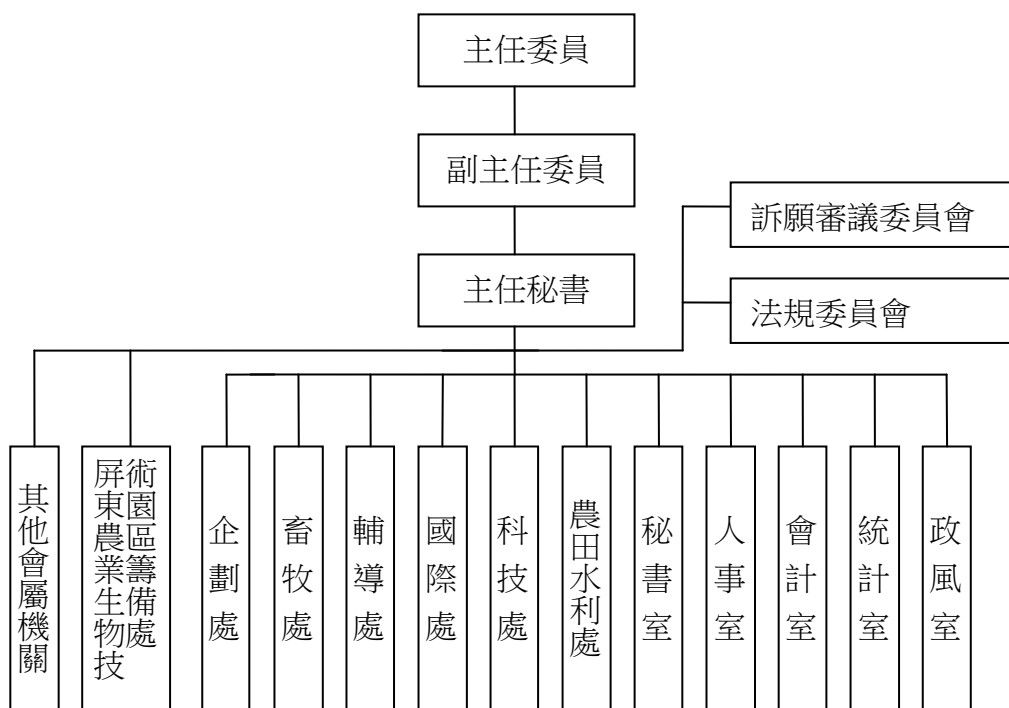 主任委員
副主任委員
訴願審議委員會
主任秘書
法規委員會
其他會屬機關
屏東農業生物技
術園區籌備處
企劃處
畜牧處
輔導處
國際處
科技處
農田水利處
秘書室
人事室
會計室
統計室
政風室